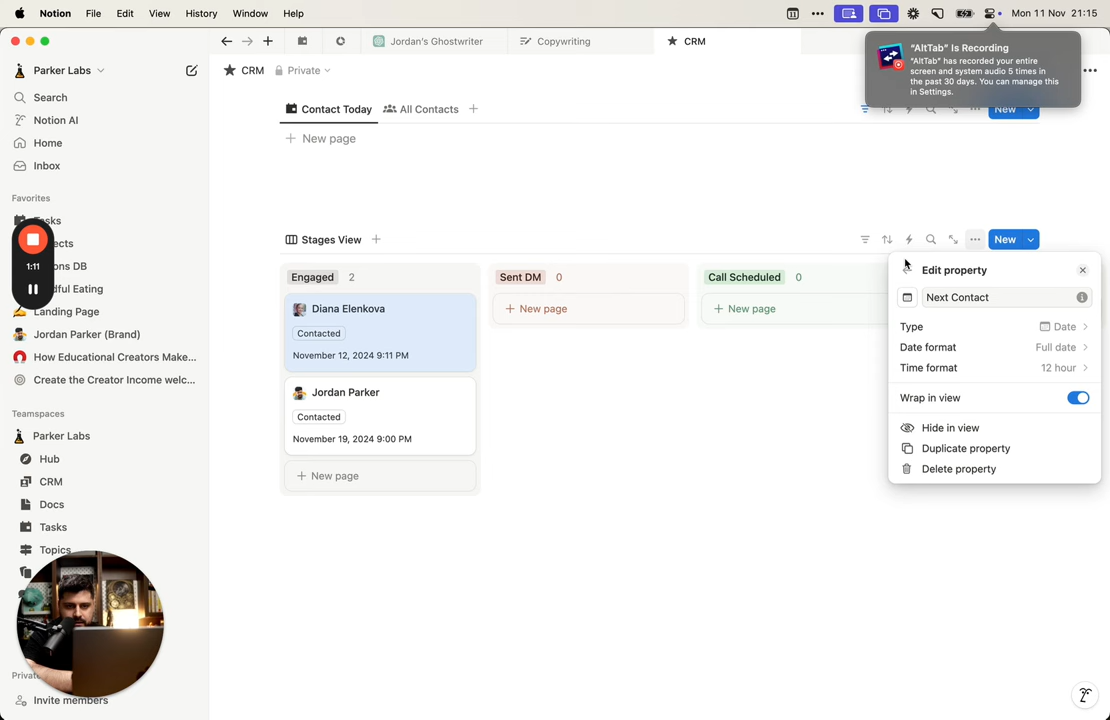 Notion File Edit View History Window Help
Mon 11 Nov 21:15
Parker Labs
Jordan's Ghostwriter
Copywriting
CRM
"AltTab" Is Recording
"AltTab" has recorded your entire
screen and system audio 5 times in
the past 30 days. You can manage this
in Settings.
CRM
Private
Search
Notion AI
Home
Inbox
Contact Today
All Contacts
New
New page
Favorites
Tasks
1:11
Landing Page
Jordan Parker (Brand)
How Educational Creators Make...
Create the Creator Income welc...
Teamspaces
Parker Labs
Hub
CRM
Docs
Tasks
Topics
Invite members
Stages View
New
Engaged 2
Diana Elenkova
Contacted
November 12, 2024 9:11 PM
Jordan Parker
Contacted
November 19, 2024 9:00 PM
New page
Sent DM 0
New page
Call Scheduled 0
New page
Edit property
Next Contact
Type Date
Date format Full date
Time format 12 hour
Wrap in view
Hide in view
Duplicate property
Delete property